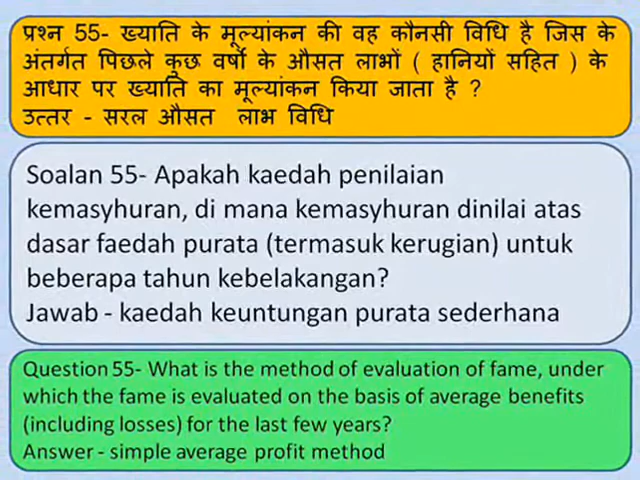 प्रश्न 55- ख्याति के मूल्यांकन की वह कौनसी विधि है जिस के
अंतर्गत पिछले कुछ वर्षो के औसत लाभों ( हानियों सहित ) के
आधार पर ख्याति का मूल्यांकन किया जाता है ?
उत्तर - सरल औसत लाभ विधि
Soalan 55- Apakah kaedah penilaian
kemasyhuran, di mana kemasyhuran dinilai atas
dasar faedah purata (termasuk kerugian) untuk
beberapa tahun kebelakangan?
Jawab - kaedah keuntungan purata sederhana
Question 55- What is the method of evaluation of fame, under
which the fame is evaluated on the basis of average benefits
(including losses) for the last few years?
Answer - simple average profit method